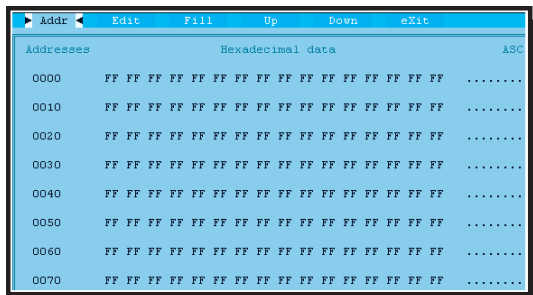 Addr Edit Fill Up Down eXit
Addresses Hexadecimal data ASC
0000 FF FF FF FF FF FF FF FF FF FF FF FF FF FF FF FF ........
0010 FF FF FF FF FF FF FF FF FF FF FF FF FF FF FF FF ........
0020 FF FF FF FF FF FF FF FF FF FF FF FF FF FF FF FF ........
0030 FF FF FF FF FF FF FF FF FF FF FF FF FF FF FF FF ........
0040 FF FF FF FF FF FF FF FF FF FF FF FF FF FF FF FF ........
0050 FF FF FF FF FF FF FF FF FF FF FF FF FF FF FF FF ........
0060 FF FF FF FF FF FF FF FF FF FF FF FF FF FF FF FF ........
0070 FF FF FF FF FF FF FF FF FF FF FF FF FF FF FF FF ........